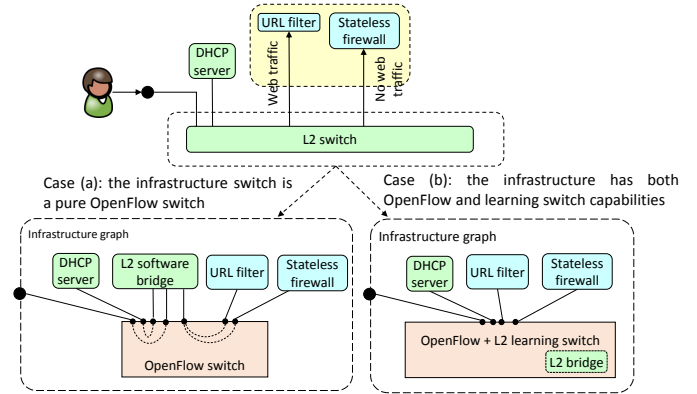 URL filter
Stateless
firewall
DHCP
server
Web traffic
No web
traffic
L2 switch
Case (a): the infrastructure switch is
a pure OpenFlow switch
Case (b): the infrastructure has both
OpenFlow and learning switch capabilities
Infrastructure graph
DHCP
server
L2 software
bridge
URL filter
Stateless
firewall
OpenFlow switch
Infrastructure graph
DHCP
server
URL filter
Stateless
firewall
OpenFlow + L2 learning switch
L2 bridge